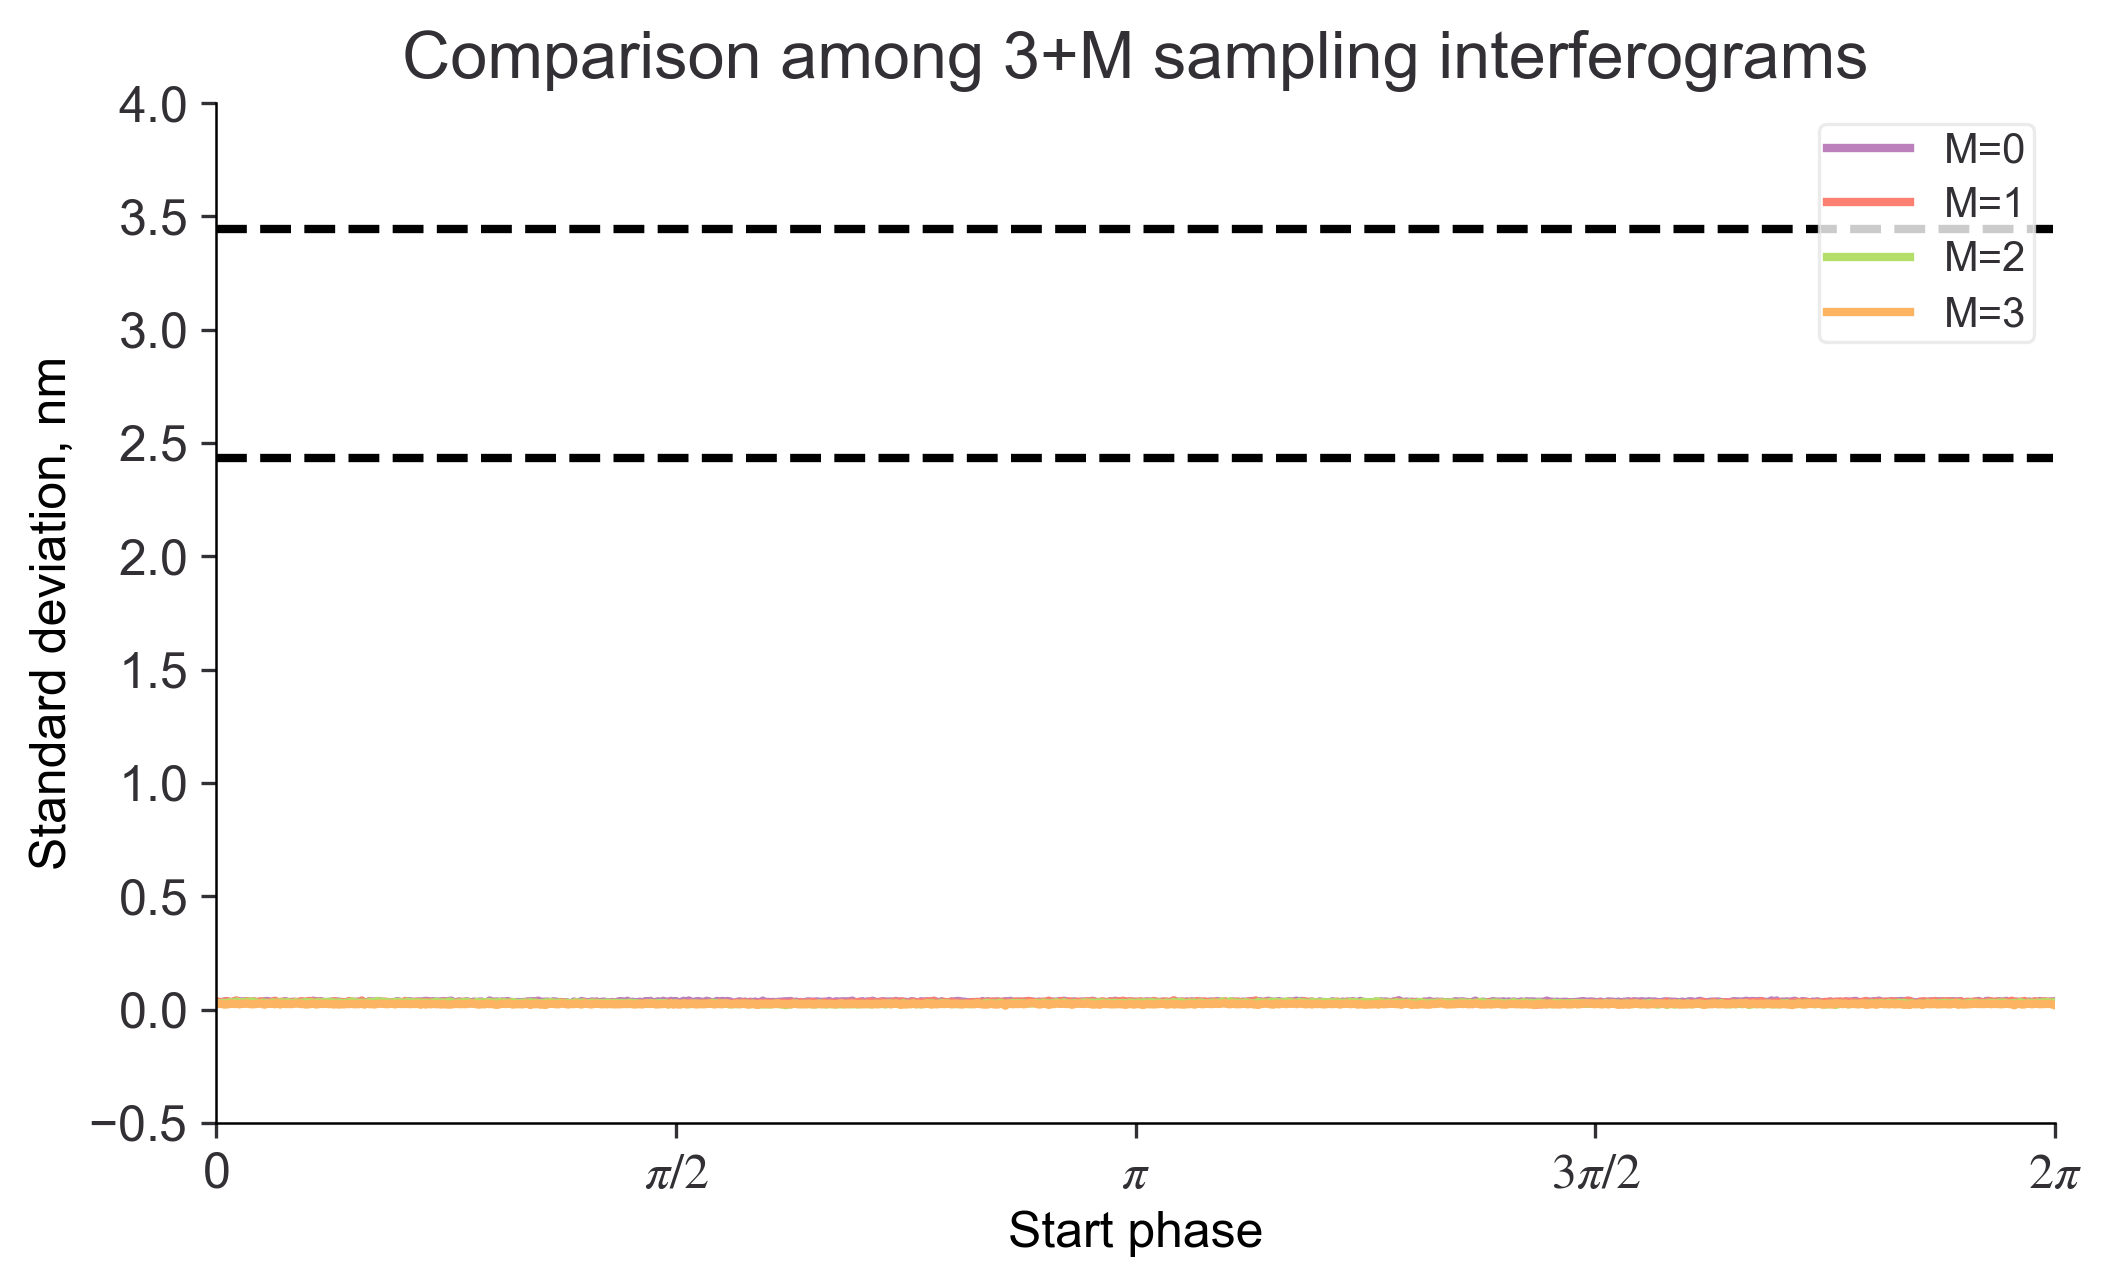 Comparison among 3+M sampling interferograms
4.0
3.5
3.0
2.5
2.0
1.5
1.0
0.5
0.0
−0.5
Standard deviation, nm
M=0
M=1
M=2
M=3
0
π/2
π
3π/2
2π
Start phase